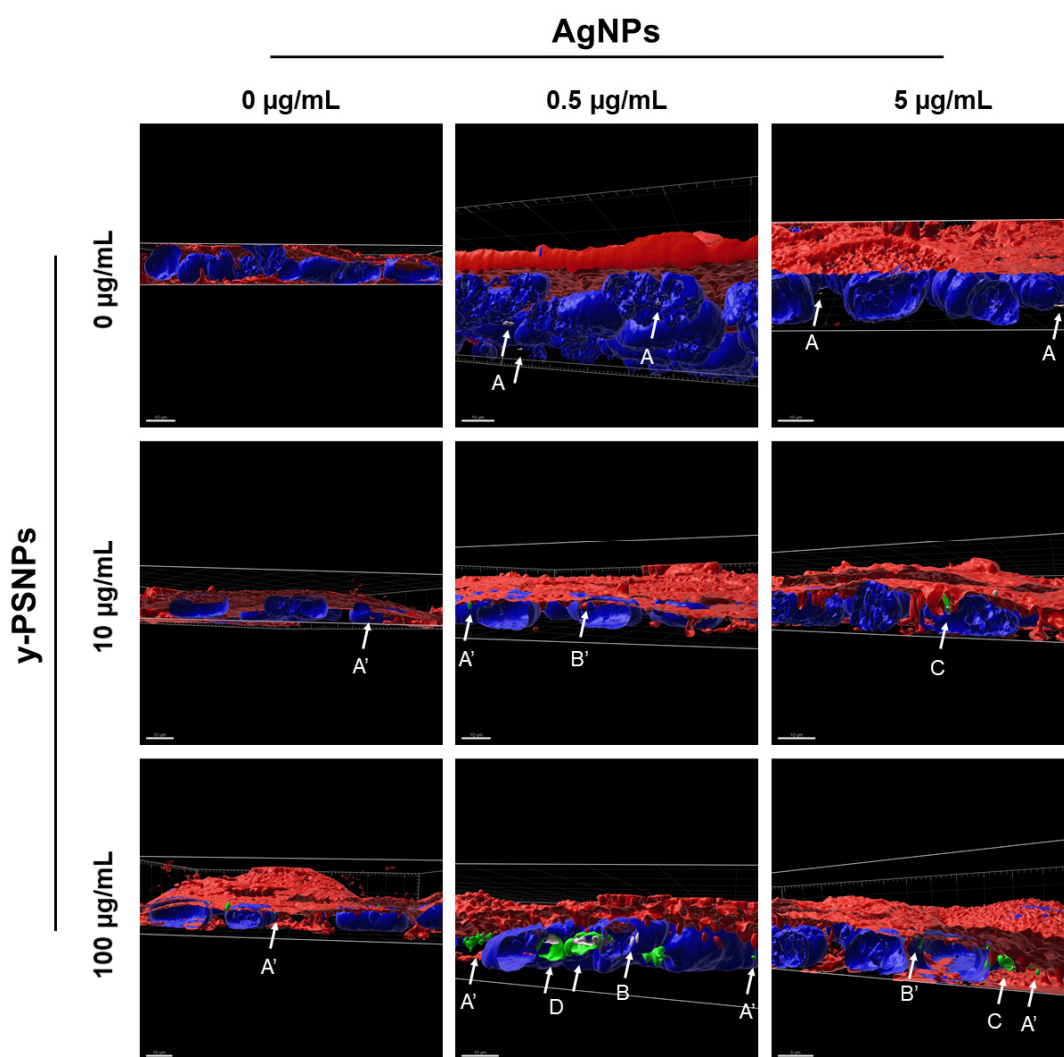 AgNPs
0 µg/mL
0.5 µg/mL
5 µg/mL
y-PSNPs
0 µg/mL
A
A
A
A
10 µg/mL
A'
A'
B'
C
100 µg/mL
A'
A'
D
B
A'
B'
C
A'